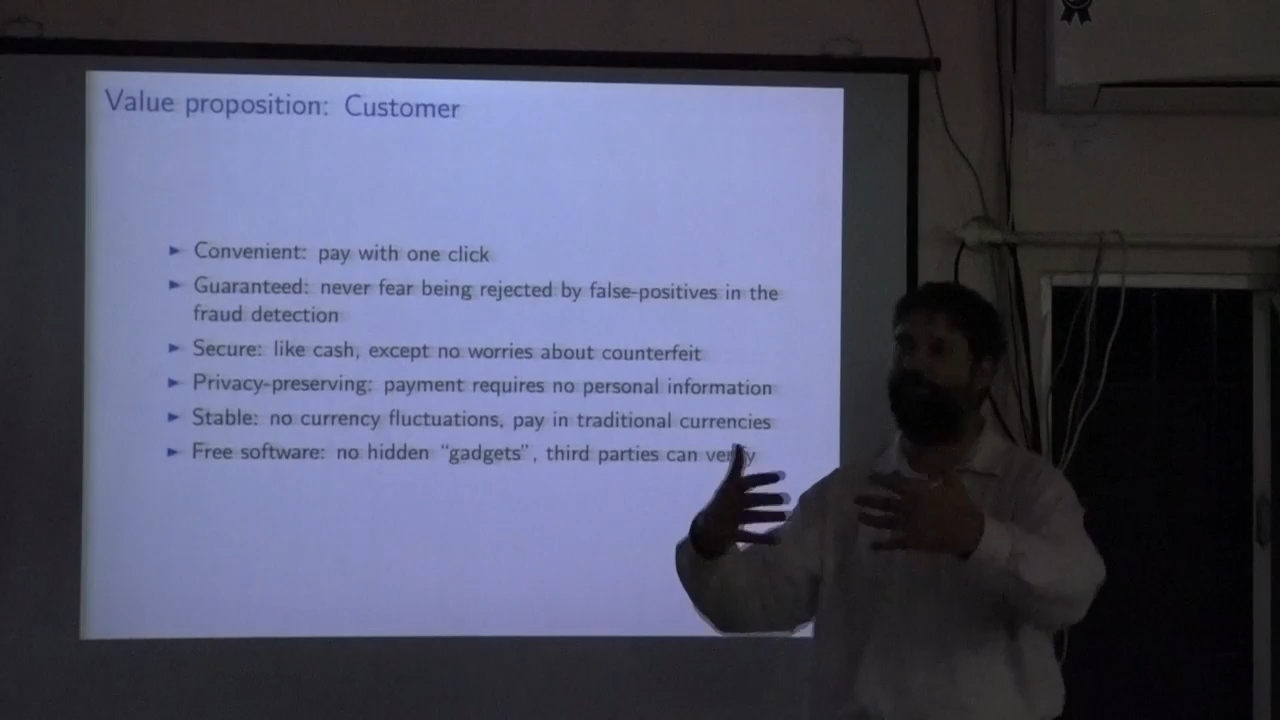 Value proposition: Customer
► Convenient: pay with one click
► Guaranteed: never fear being rejected by false-positives in the
fraud detection
► Secure: like cash, except no worries about counterfeit
► Privacy-preserving: payment requires no personal information
► Stable: no currency fluctuations, pay in traditional currencies
► Free software: no hidden “gadgets”, third parties can verify